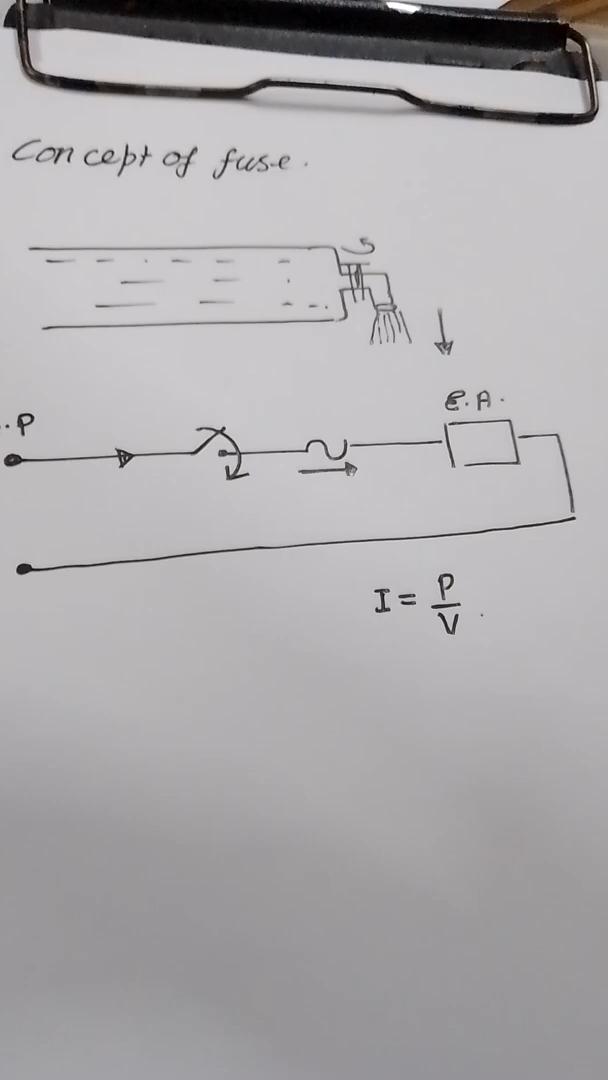 Concept of fuse.
E.A.
.P
I = P/V.